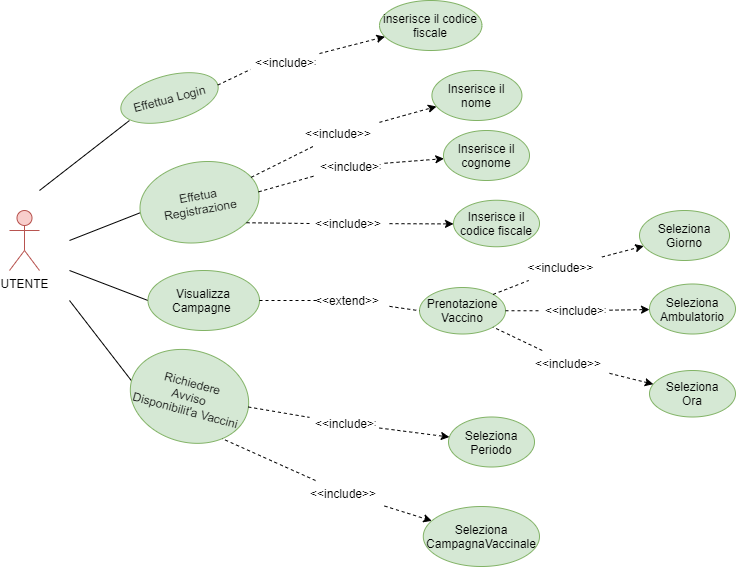 inserisce il codice
fiscale
<<include>:
Effettua Login
Inserisce il
nome
<<include>>
Inserisce il
cognome
<<include>:
Effetua
Registrazione
Inserisce il
codice fiscale
<<include>>
Seleziona
Giorno
<<include>>
UTENTE
Visualizza
Campagne
<<extend>>
Prenotazione
Vaccino
<<include>:
Seleziona
Ambulatorio
<<include>>
Seleziona
Ora
Richiedere
Avviso
Disponibilit'a Vaccini
<<include>:
Seleziona
Periodo
<<include>>
Seleziona
CampagnaVaccinale